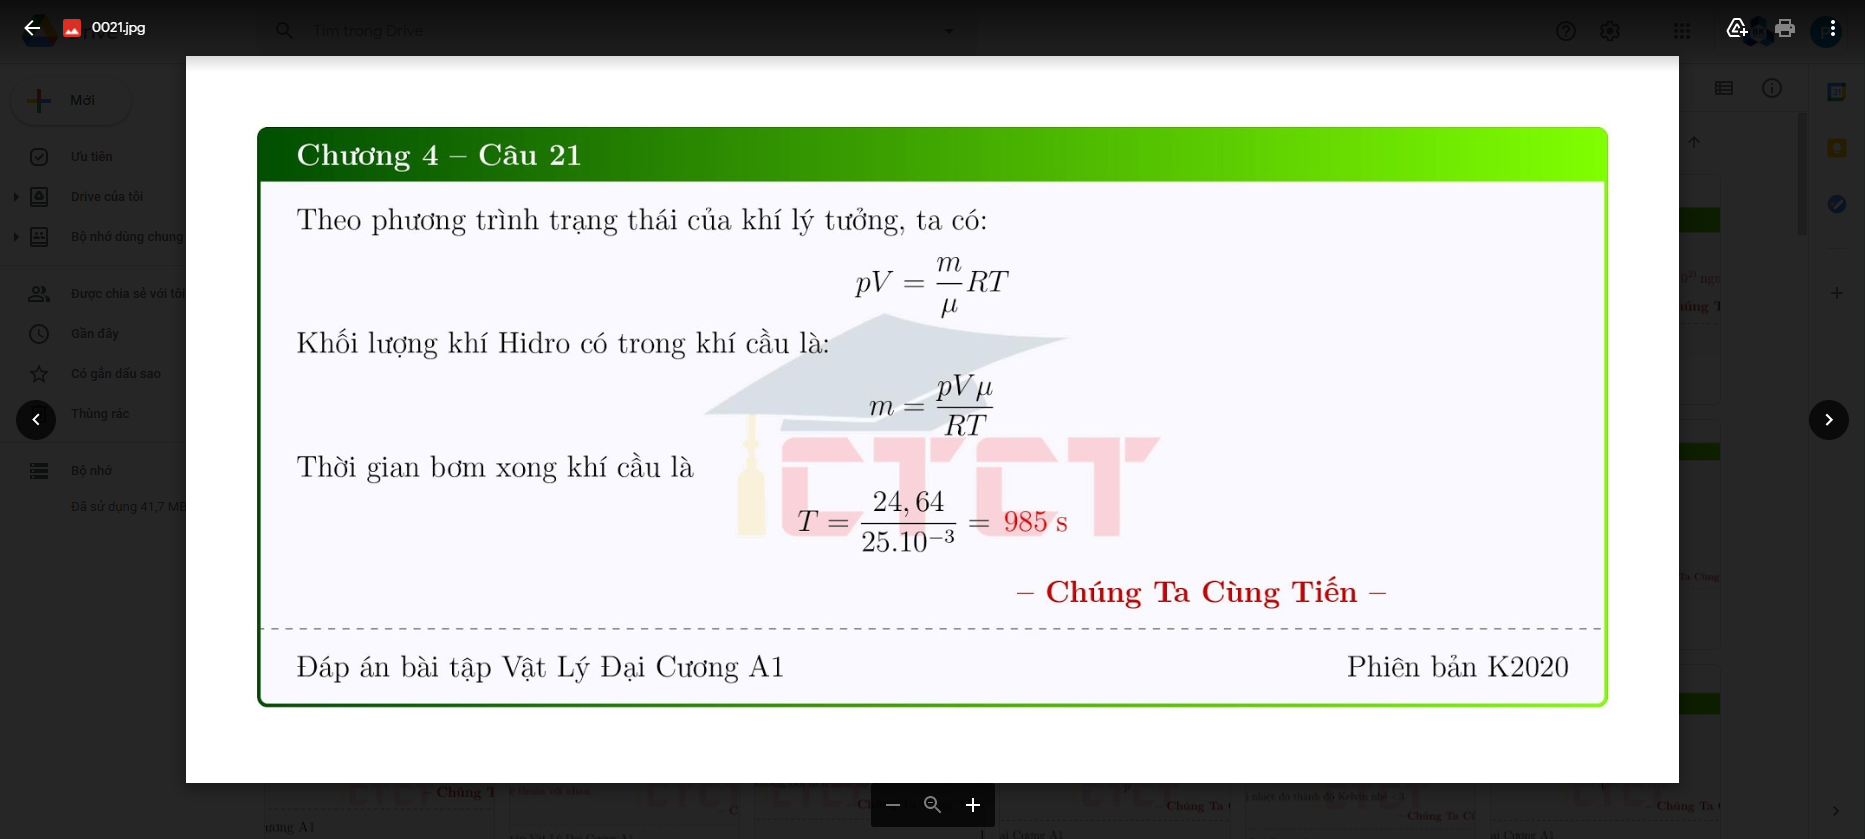 0021.jpg
Tìm trong Drive
Mới
Ưu tiên
Drive của tôi
Bộ nhớ dùng chung
Được chia sẻ với tôi
Gần đây
Có gắn dấu sao
Thùng rác
Bộ nhớ
Đã sử dụng 41,7 MB
Chương 4 – Câu 21
Theo phương trình trạng thái của khí lý tưởng, ta có:
pV = \frac{m}{μ}RT
Khối lượng khí Hidro có trong khí cầu là:
m = \frac{pVμ}{RT}
Thời gian bơm xong khí cầu là
T = \frac{24,64}{25.10^{-3}} = 985 s
CTCT
– Chúng Ta Cùng Tiến –
Đáp án bài tập Vật Lý Đại Cương A1
Phiên bản K2020